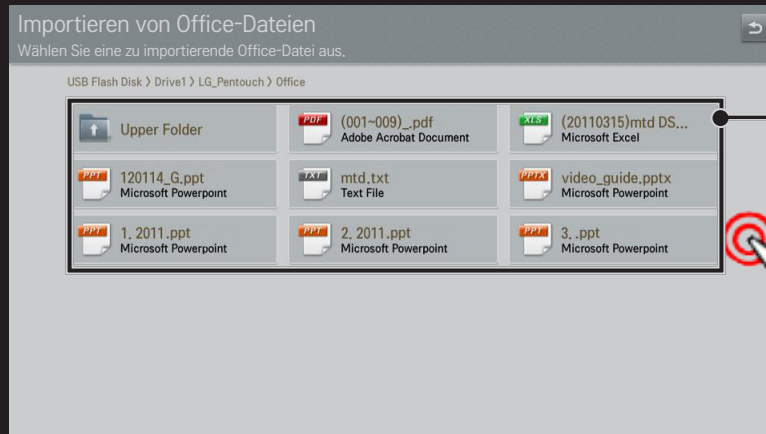 Importieren von Office-Dateien
Wählen Sie eine zu importierende Office-Datei aus.
USB Flash Disk > Drive1 > LG_Pentouch > Office
Upper Folder
PDF
(001~009)_.pdf
Adobe Acrobat Document
XLS
(20110315)mtd DS...
Microsoft Excel
PPT
120114_G.ppt
Microsoft Powerpoint
TXT
mtd.txt
Text File
PPTX
video_guide.pptx
Microsoft Powerpoint
PPT
1. 2011.ppt
Microsoft Powerpoint
PPT
2. 2011.ppt
Microsoft Powerpoint
PPT
3. .ppt
Microsoft Powerpoint